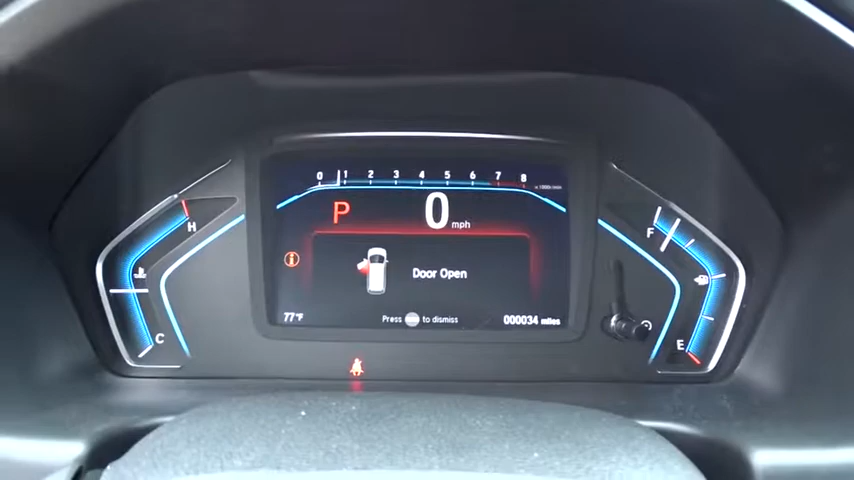 0 1 2 3 4 5 6 7 8
x1000r/min
P 0 mph
H
F
Door Open
C
E
77°F
Press to dismiss
000034 miles